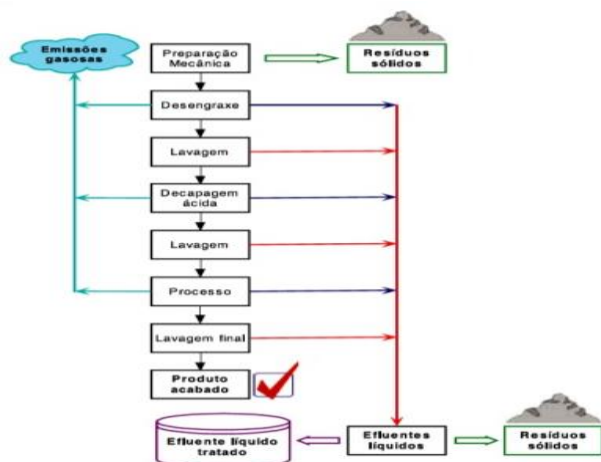 Emissões
gasosas
Preparação
Mecânica
Resíduos
sólidos
Desengraxe
Lavagem
Decapagem
ácida
Lavagem
Processo
Lavagem final
Produto
acabado
Efluente líquido
tratado
Efluentes
líquidos
Resíduos
sólidos